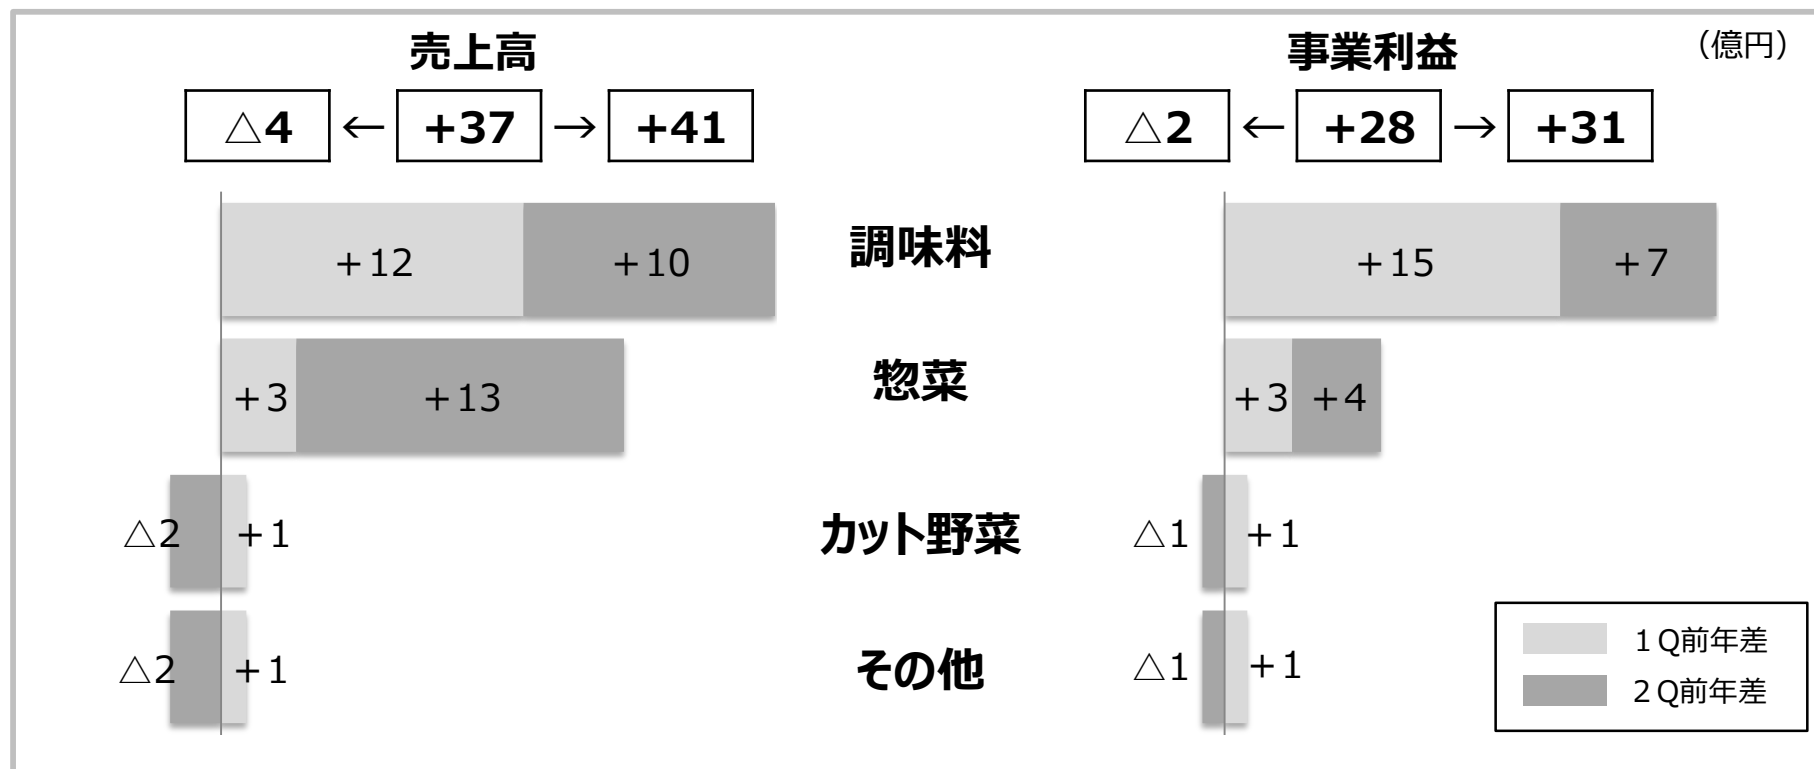 売上高
事業利益
（億円）
△4 ← +37 → +41
△2 ← +28 → +31
+12 +10 調味料 +15 +7
+3 +13 惣菜 +3 +4
△2 +1 カット野菜 △1 +1
△2 +1 その他 △1 +1
１Q前年差
２Q前年差